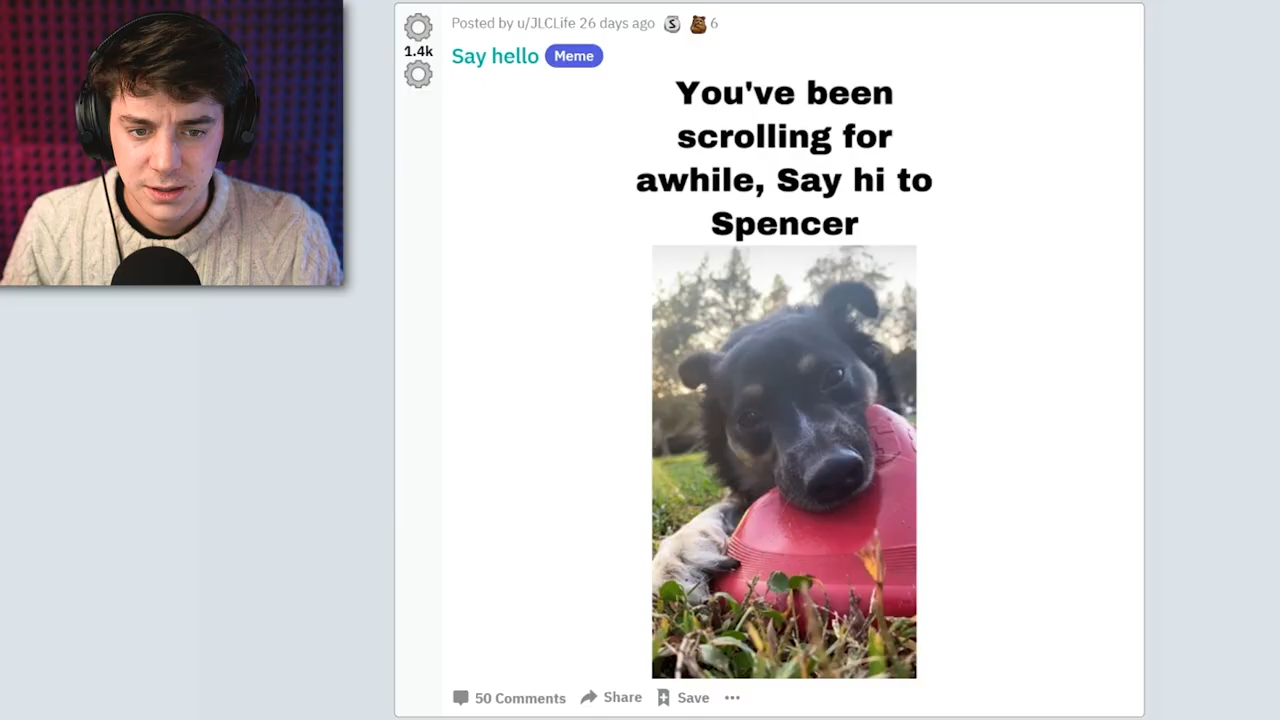 Posted by u/JLCLife 26 days ago S 6
1.4k
Say hello Meme
You've been
scrolling for
awhile, Say hi to
Spencer
50 Comments Share Save